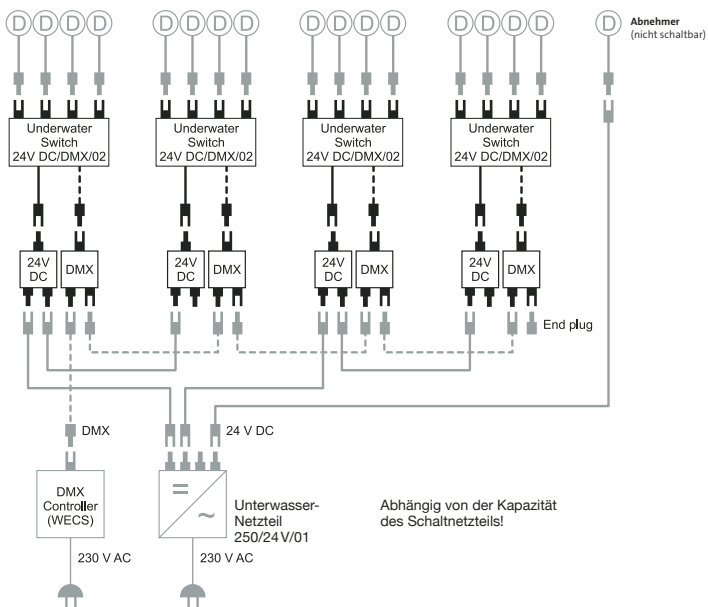 D D D D D D D D D D D D D D D D D Abnehmer
(nicht schaltbar)
Underwater
Switch
24V DC/DMX/02
Underwater
Switch
24V DC/DMX/02
Underwater
Switch
24V DC/DMX/02
Underwater
Switch
24V DC/DMX/02
24V
DC
DMX
24V
DC
DMX
24V
DC
DMX
24V
DC
DMX
End plug
DMX
24 V DC
DMX
Controller
(WECS)
=
~
Unterwasser-
Netzteil
250/24 V/01
Abhängig von der Kapazität
des Schaltnetzteils!
230 V AC
230 V AC